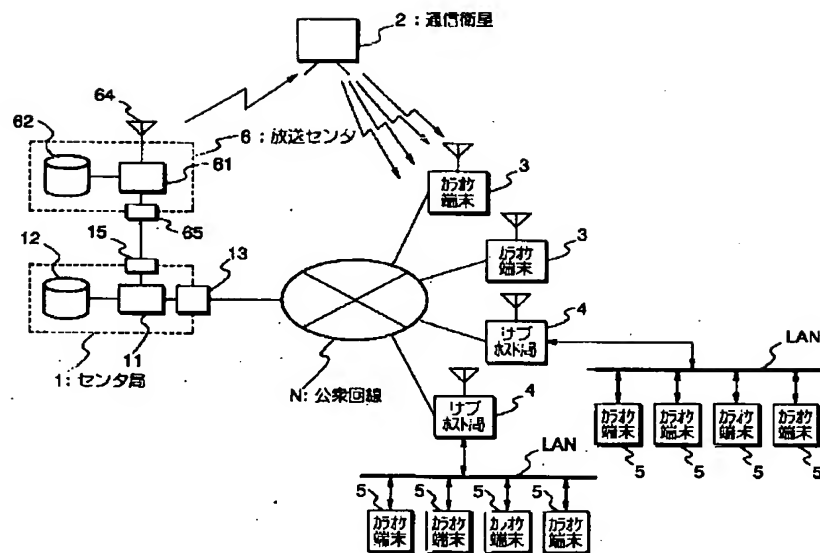 2：通信衛星
64
62
6：放送センタ
61
3
カラオケ
端末
65
12
15
13
3
カラオケ
端末
4
サブ
ホスト局
11
1：センタ局
LAN
N：公衆回線
4
サブ
ホスト局
カラオケ
端末
カラオケ
端末
カラオケ
端末
カラオケ
端末
LAN
5
5
5
5
5
5
5
5
カラオケ
端末
カラオケ
端末
カラオケ
端末
カラオケ
端末